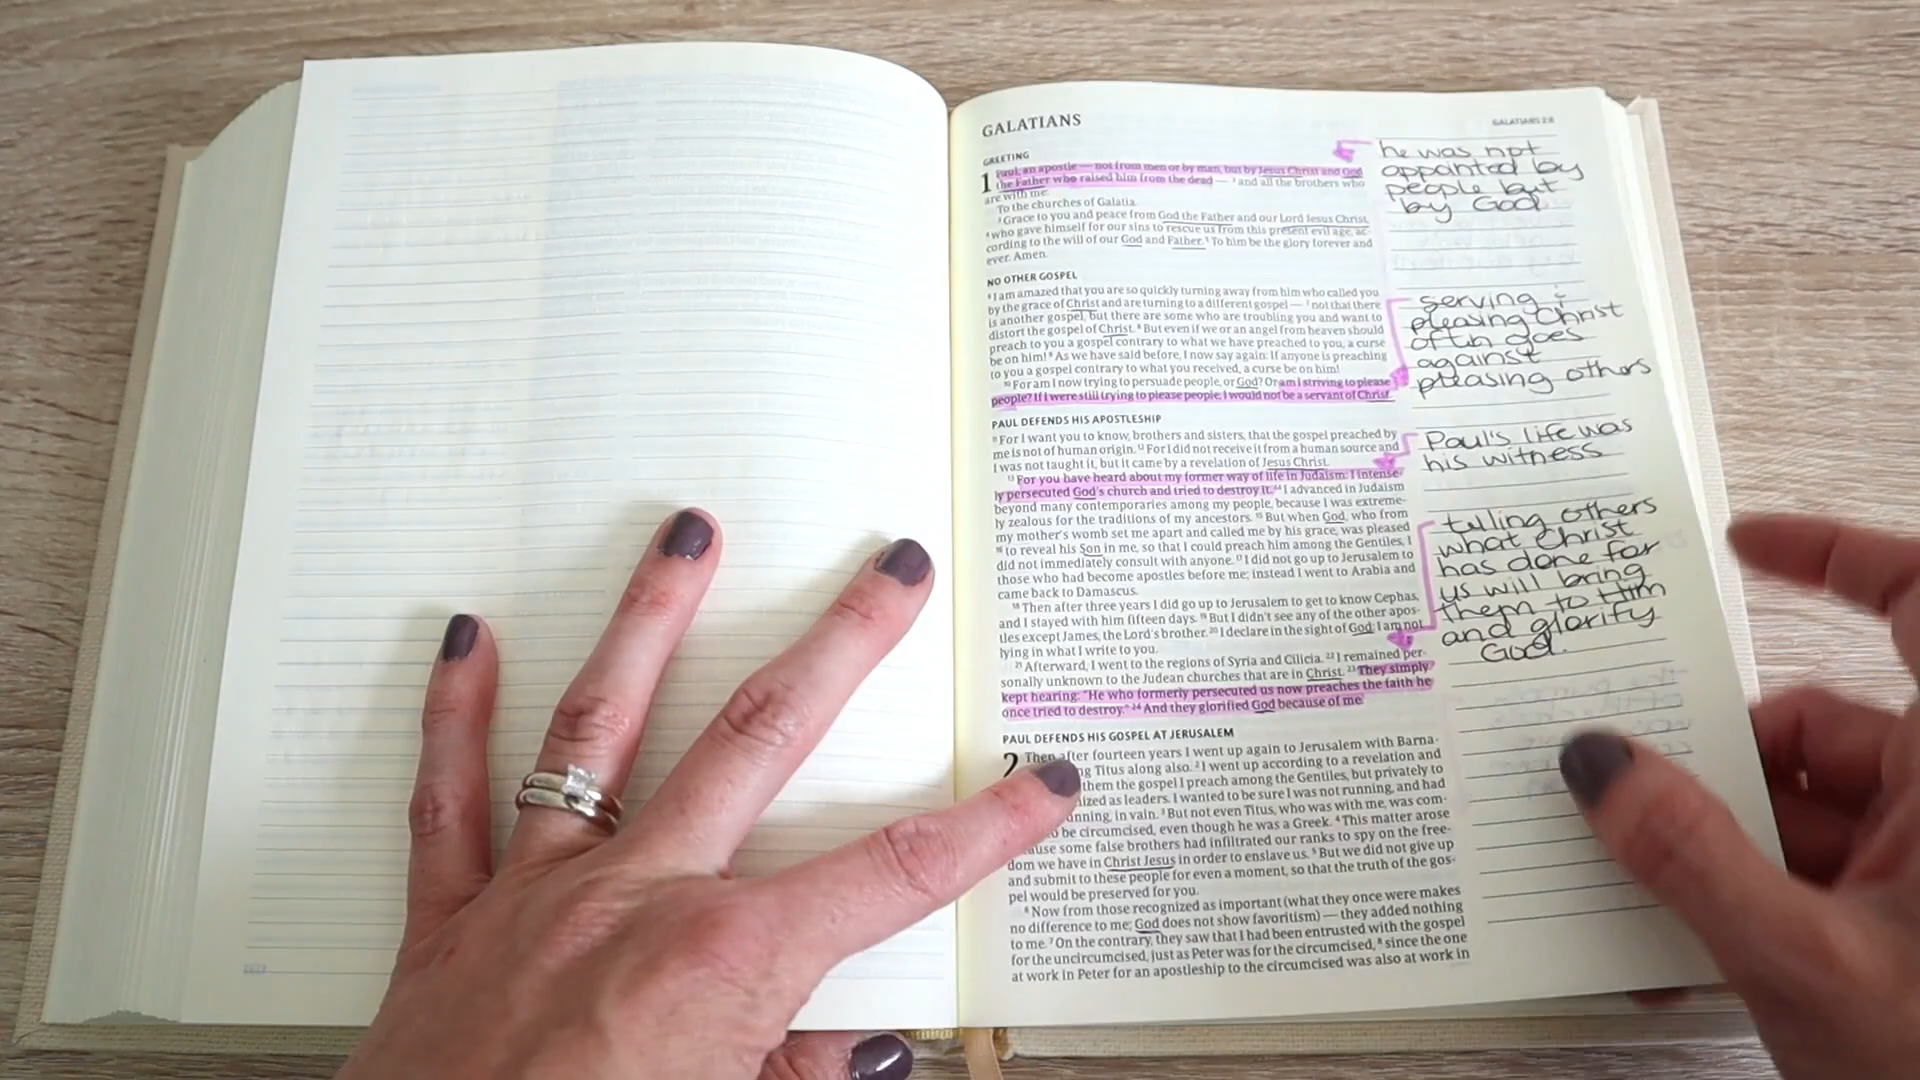 GALATIANS
GALATIANS 2:8
GREETING
1 Paul, an apostle — not from men or by man, but by Jesus Christ and God
the Father who raised him from the dead — ² and all the brothers who
are with me:
To the churches of Galatia.
³ Grace to you and peace from God the Father and our Lord Jesus Christ,
⁴ who gave himself for our sins to rescue us from this present evil age, ac-
cording to the will of our God and Father. ⁵ To him be the glory forever and
ever. Amen.
he was not
appointed by
people but
by God
NO OTHER GOSPEL
⁶ I am amazed that you are so quickly turning away from him who called you
by the grace of Christ and are turning to a different gospel — ⁷ not that there
is another gospel, but there are some who are troubling you and want to
distort the gospel of Christ. ⁸ But even if we or an angel from heaven should
preach to you a gospel contrary to what we have preached to you, a curse
be on him! ⁹ As we have said before, I now say again: If anyone is preaching
to you a gospel contrary to what you received, a curse be on him!
¹⁰ For am I now trying to persuade people, or God? Or am I striving to please
people? If I were still trying to please people, I would not be a servant of Christ.
serving &
pleasing Christ
often goes
against
pleasing others
PAUL DEFENDS HIS APOSTLESHIP
¹¹ For I want you to know, brothers and sisters, that the gospel preached by
me is not of human origin. ¹² For I did not receive it from a human source and
I was not taught it, but it came by a revelation of Jesus Christ.
¹³ For you have heard about my former way of life in Judaism: I intense-
ly persecuted God's church and tried to destroy it. ¹⁴ I advanced in Judaism
beyond many contemporaries among my people, because I was extreme-
ly zealous for the traditions of my ancestors. ¹⁵ But when God, who from
my mother's womb set me apart and called me by his grace, was pleased
¹⁶ to reveal his Son in me, so that I could preach him among the Gentiles, I
did not immediately consult with anyone. ¹⁷ I did not go up to Jerusalem to
those who had become apostles before me; instead I went to Arabia and
came back to Damascus.
¹⁸ Then after three years I did go up to Jerusalem to get to know Cephas,
and I stayed with him fifteen days. ¹⁹ But I didn't see any of the other apos-
tles except James, the Lord's brother. ²⁰ I declare in the sight of God: I am not
lying in what I write to you.
²¹ Afterward, I went to the regions of Syria and Cilicia. ²² I remained per-
sonally unknown to the Judean churches that are in Christ. ²³ They simply
kept hearing: "He who formerly persecuted us now preaches the faith he
once tried to destroy." ²⁴ And they glorified God because of me.
Paul's life was
his witness
telling others
what Christ
has done for
us will bring
them to Him
and glorify
God.
PAUL DEFENDS HIS GOSPEL AT JERUSALEM
2 Then after fourteen years I went up again to Jerusalem with Barna-
ng Titus along also. ² I went up according to a revelation and
them the gospel I preach among the Gentiles, but privately to
ized as leaders. I wanted to be sure I was not running, and had
unning, in vain. ³ But not even Titus, who was with me, was com-
o be circumcised, even though he was a Greek. ⁴ This matter arose
ause some false brothers had infiltrated our ranks to spy on the free-
dom we have in Christ Jesus in order to enslave us. ⁵ But we did not give up
and submit to these people for even a moment, so that the truth of the gos-
pel would be preserved for you.
⁶ Now from those recognized as important (what they once were makes
no difference to me; God does not show favoritism) — they added nothing
to me. ⁷ On the contrary, they saw that I had been entrusted with the gospel
for the uncircumcised, just as Peter was for the circumcised, ⁸ since the one
at work in Peter for an apostleship to the circumcised was also at work in